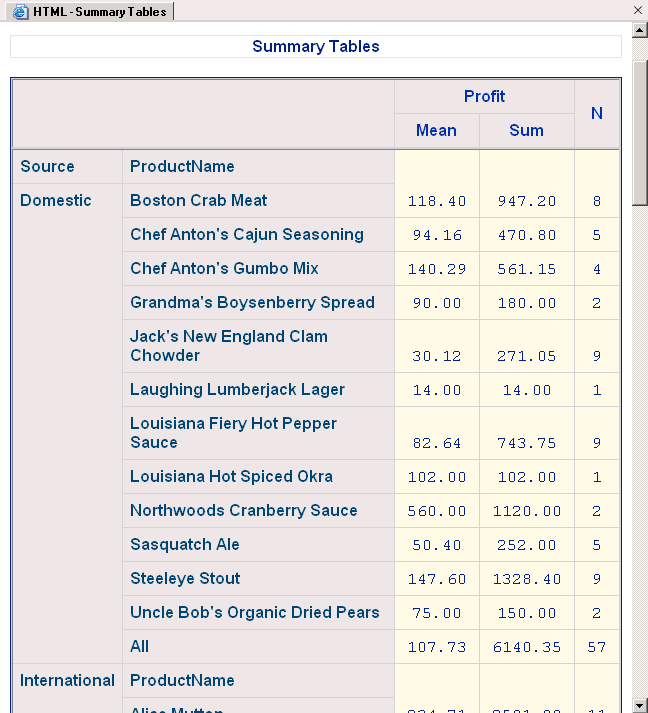 HTML - Summary Tables
Summary Tables
Profit N
Mean Sum
Source ProductName
Domestic Boston Crab Meat 118.40 947.20 8
Chef Anton's Cajun Seasoning 94.16 470.80 5
Chef Anton's Gumbo Mix 140.29 561.15 4
Grandma's Boysenberry Spread 90.00 180.00 2
Jack's New England Clam
Chowder 30.12 271.05 9
Laughing Lumberjack Lager 14.00 14.00 1
Louisiana Fiery Hot Pepper
Sauce 82.64 743.75 9
Louisiana Hot Spiced Okra 102.00 102.00 1
Northwoods Cranberry Sauce 560.00 1120.00 2
Sasquatch Ale 50.40 252.00 5
Steeleye Stout 147.60 1328.40 9
Uncle Bob's Organic Dried Pears 75.00 150.00 2
All 107.73 6140.35 57
International ProductName
Alice Mutton